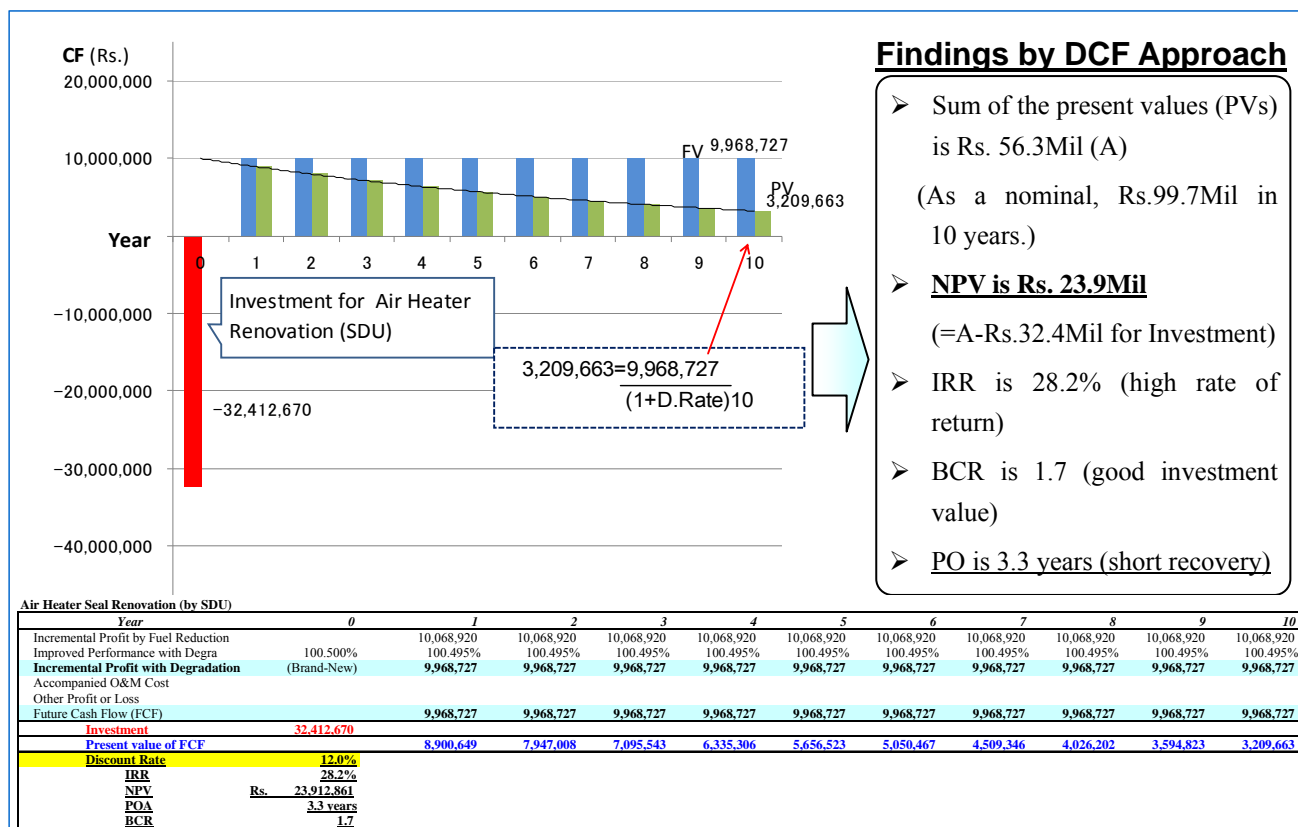 CF (Rs.)
20,000,000
10,000,000
Year
−10,000,000
−20,000,000
−30,000,000
−40,000,000
0 1 2 3 4 5 6 7 8 9 10
FV 9,968,727
PV
3,209,663
Investment for Air Heater
Renovation (SDU)
−32,412,670
3,209,663=9,968,727
(1+D.Rate)10
Findings by DCF Approach
➢ Sum of the present values (PVs)
is Rs. 56.3Mil (A)
(As a nominal, Rs.99.7Mil in
10 years.)
➢ NPV is Rs. 23.9Mil
(=A-Rs.32.4Mil for Investment)
➢ IRR is 28.2% (high rate of
return)
➢ BCR is 1.7 (good investment
value)
➢ PO is 3.3 years (short recovery)
Air Heater Seal Renovation (by SDU)
Year 0 1 2 3 4 5 6 7 8 9 10
Incremental Profit by Fuel Reduction 10,068,920 10,068,920 10,068,920 10,068,920 10,068,920 10,068,920 10,068,920 10,068,920 10,068,920 10,068,920
Improved Performance with Degra 100.500% 100.495% 100.495% 100.495% 100.495% 100.495% 100.495% 100.495% 100.495% 100.495% 100.495%
Incremental Profit with Degradation (Brand-New) 9,968,727 9,968,727 9,968,727 9,968,727 9,968,727 9,968,727 9,968,727 9,968,727 9,968,727 9,968,727
Accompanied O&M Cost
Other Profit or Loss
Future Cash Flow (FCF) 9,968,727 9,968,727 9,968,727 9,968,727 9,968,727 9,968,727 9,968,727 9,968,727 9,968,727 9,968,727
Investment 32,412,670
Present value of FCF 8,900,649 7,947,008 7,095,543 6,335,306 5,656,523 5,050,467 4,509,346 4,026,202 3,594,823 3,209,663
Discount Rate 12.0%
IRR 28.2%
NPV Rs. 23,912,861
POA 3.3 years
BCR 1.7